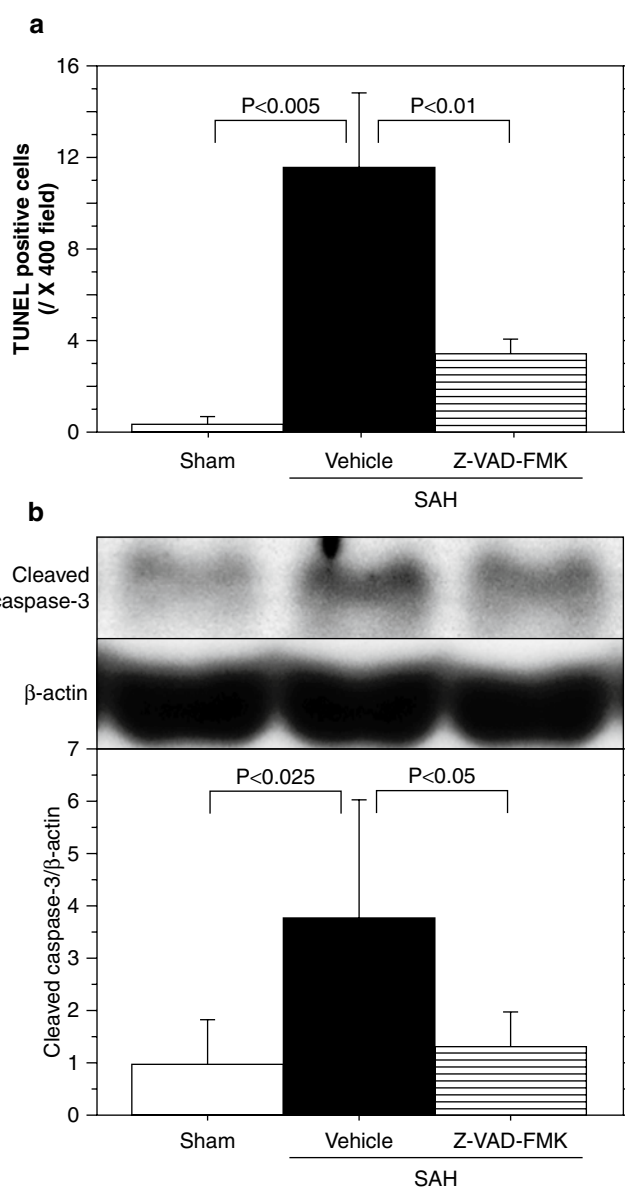 a
16
12
8
4
0
TUNEL positive cells
(/ X 400 field)
P<0.005
P<0.01
Sham
Vehicle
Z-VAD-FMK
SAH
b
Cleaved
caspase-3
β-actin
7
6
5
4
3
2
1
0
Cleaved caspase-3/β-actin
P<0.025
P<0.05
Sham
Vehicle
Z-VAD-FMK
SAH